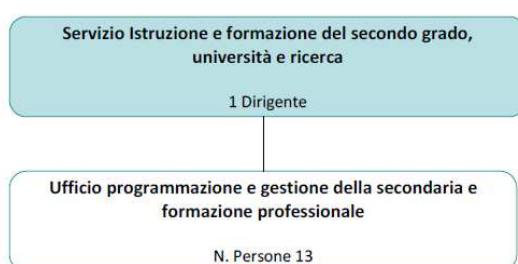 Servizio Istruzione e formazione del secondo grado,
università e ricerca
1 Dirigente
Ufficio programmazione e gestione della secondaria e
formazione professionale
N. Persone 13